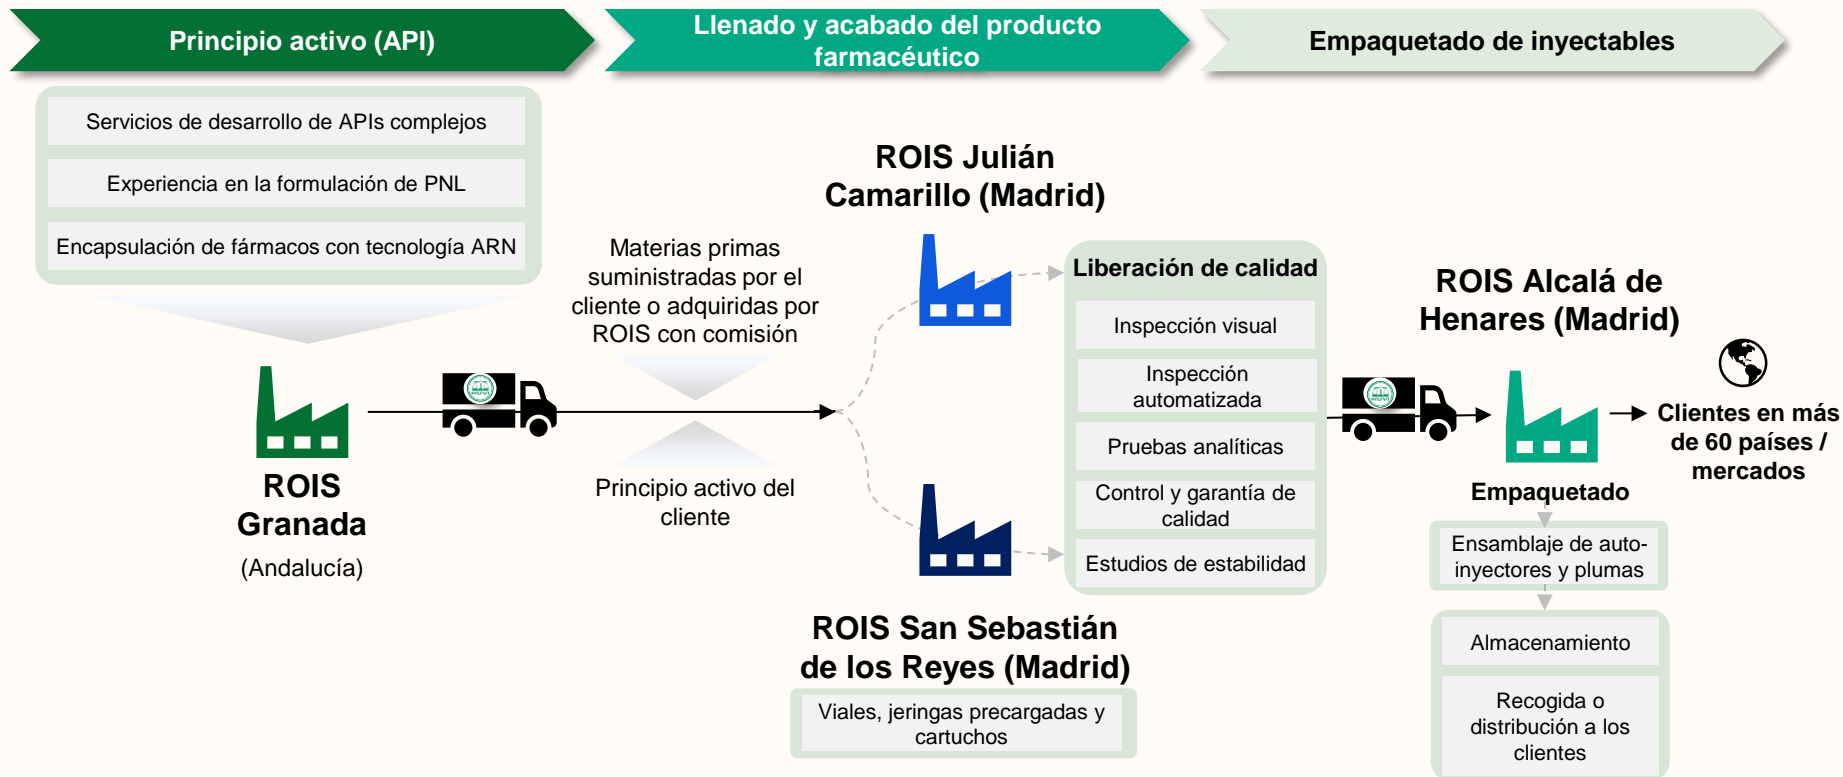 Principio activo (API)
Llenado y acabado del producto
farmacéutico
Empaquetado de inyectables
Servicios de desarrollo de APIs complejos
Experiencia en la formulación de PNL
Encapsulación de fármacos con tecnología ARN
ROIS
Granada
(Andalucía)
Materias primas
suministradas por el
cliente o adquiridas por
ROIS con comisión
Principio activo del
cliente
ROIS Julián
Camarillo (Madrid)
ROIS San Sebastián
de los Reyes (Madrid)
Viales, jeringas precargadas y
cartuchos
Liberación de calidad
Inspección visual
Inspección
automatizada
Pruebas analíticas
Control y garantía de
calidad
Estudios de estabilidad
ROIS Alcalá de
Henares (Madrid)
Empaquetado
Ensamblaje de auto-
inyectores y plumas
Almacenamiento
Recogida o
distribución a los
clientes
Clientes en más
de 60 países /
mercados